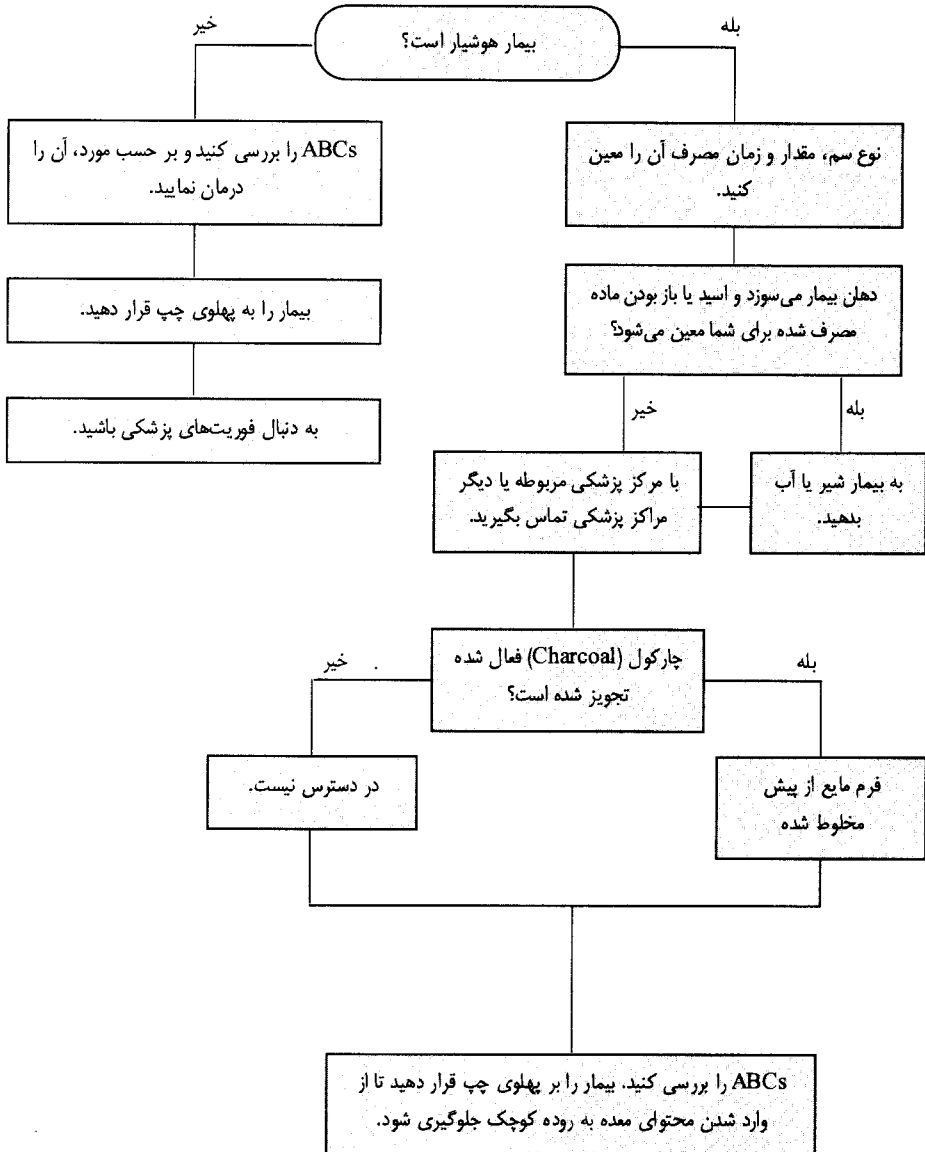 بیمار هوشیار است؟
بله
خیر
نوع سم، مقدار و زمان مصرف آن را معین
کنید.
ABCs را بررسی کنید و بر حسب مورد، آن را
درمان نمایید.
دهان بیمار می‌سوزد و اسید یا باز بودن ماده
مصرف شده برای شما معین می‌شود؟
بیمار را به پهلوی چپ قرار دهید.
بله
خیر
به دنبال فوریت‌های پزشکی باشید.
به بیمار شیر یا آب
بدهید.
با مرکز پزشکی مربوطه یا دیگر
مراکز پزشکی تماس بگیرید.
چارکول (Charcoal) فعال شده
تجویز شده است؟
بله
خیر
فرم مایع از پیش
مخلوط شده
در دسترس نیست.
ABCs را بررسی کنید. بیمار را بر پهلوی چپ قرار دهید تا از
وارد شدن محتوای معده به روده کوچک جلوگیری شود.